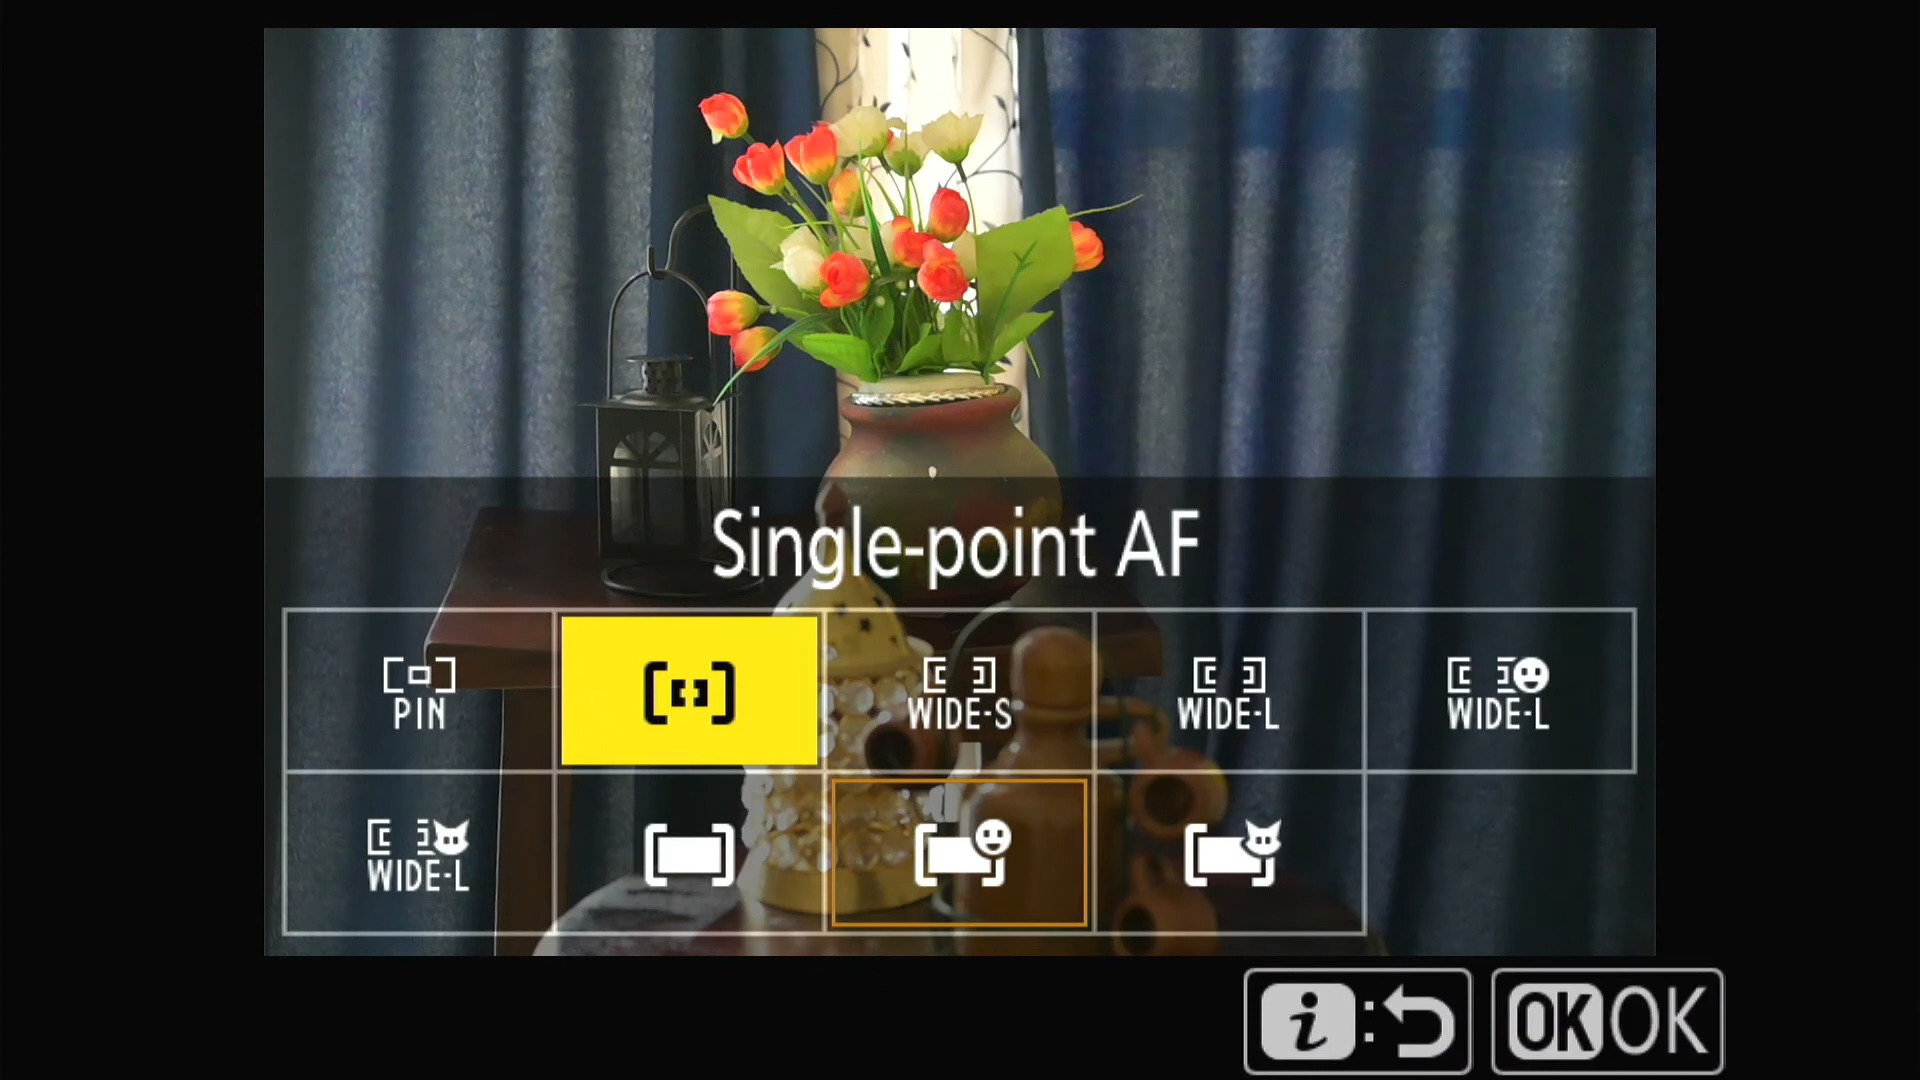 Single-point AF
PIN
WIDE-S
WIDE-L
WIDE-L
WIDE-L
i:
OK OK